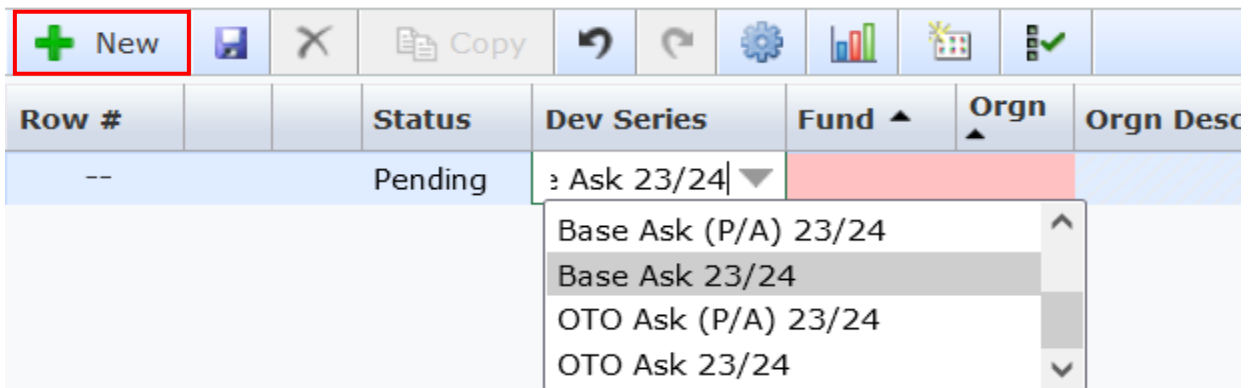 New Copy
Row # Status Dev Series Fund Orgn Orgn Desc
-- Pending Ask 23/24
Base Ask (P/A) 23/24
Base Ask 23/24
OTO Ask (P/A) 23/24
OTO Ask 23/24